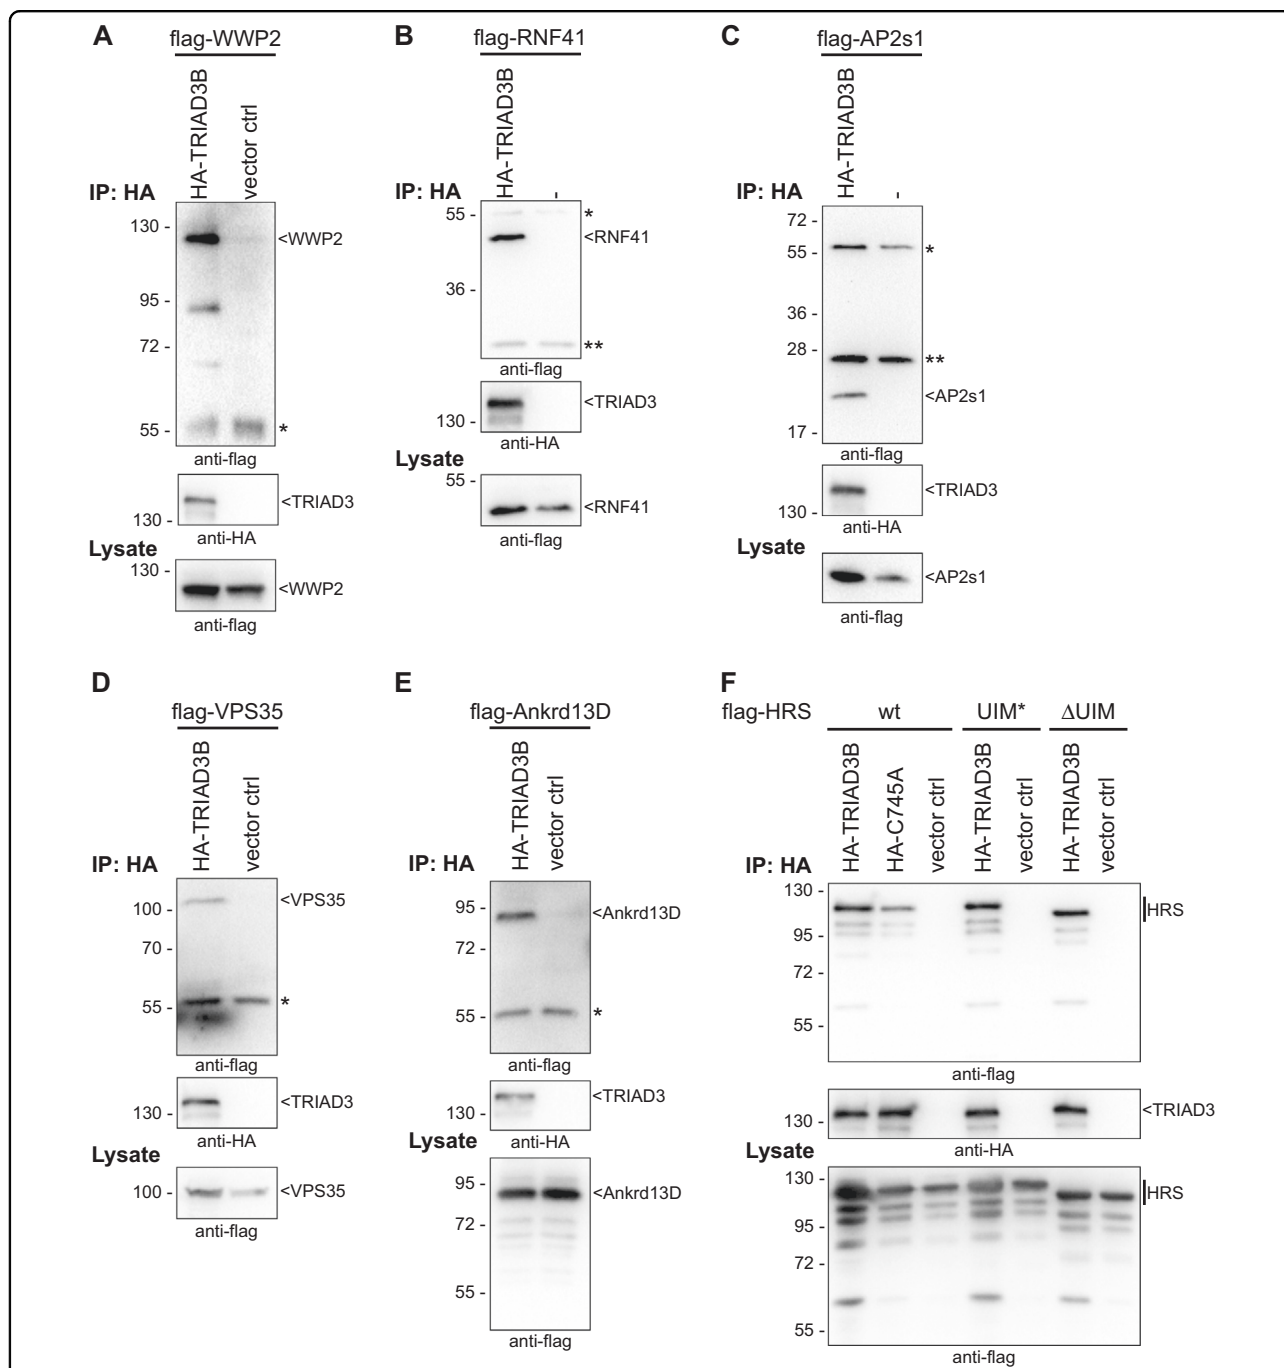 A
flag-WWP2
HA-TRIAD3B
vector ctrl
IP: HA
130 -
<WWP2
95 -
72 -
55 -
*
anti-flag
<TRIAD3
130 -
anti-HA
Lysate
130 -
<WWP2
anti-flag
B
flag-RNF41
HA-TRIAD3B
-
IP: HA
55 -
*
<RNF41
36 -
**
anti-flag
<TRIAD3
130 -
anti-HA
Lysate
55 -
<RNF41
anti-flag
C
flag-AP2s1
HA-TRIAD3B
-
IP: HA
72 -
55 -
*
36 -
28 -
**
<AP2s1
17 -
anti-flag
<TRIAD3
130 -
anti-HA
Lysate
<AP2s1
anti-flag
D
flag-VPS35
HA-TRIAD3B
vector ctrl
IP: HA
100 -
<VPS35
70 -
55 -
*
anti-flag
<TRIAD3
130 -
anti-HA
Lysate
100 -
<VPS35
anti-flag
E
flag-Ankrd13D
HA-TRIAD3B
vector ctrl
IP: HA
95 -
<Ankrd13D
72 -
55 -
*
anti-flag
<TRIAD3
130 -
anti-HA
Lysate
95 -
<Ankrd13D
72 -
55 -
anti-flag
F
flag-HRS wt UIM* ΔUIM
HA-TRIAD3B
HA-C745A
vector ctrl
HA-TRIAD3B
vector ctrl
HA-TRIAD3B
vector ctrl
IP: HA
130 -
HRS
95 -
72 -
55 -
anti-flag
<TRIAD3
130 -
anti-HA
Lysate
130 -
HRS
95 -
72 -
55 -
anti-flag